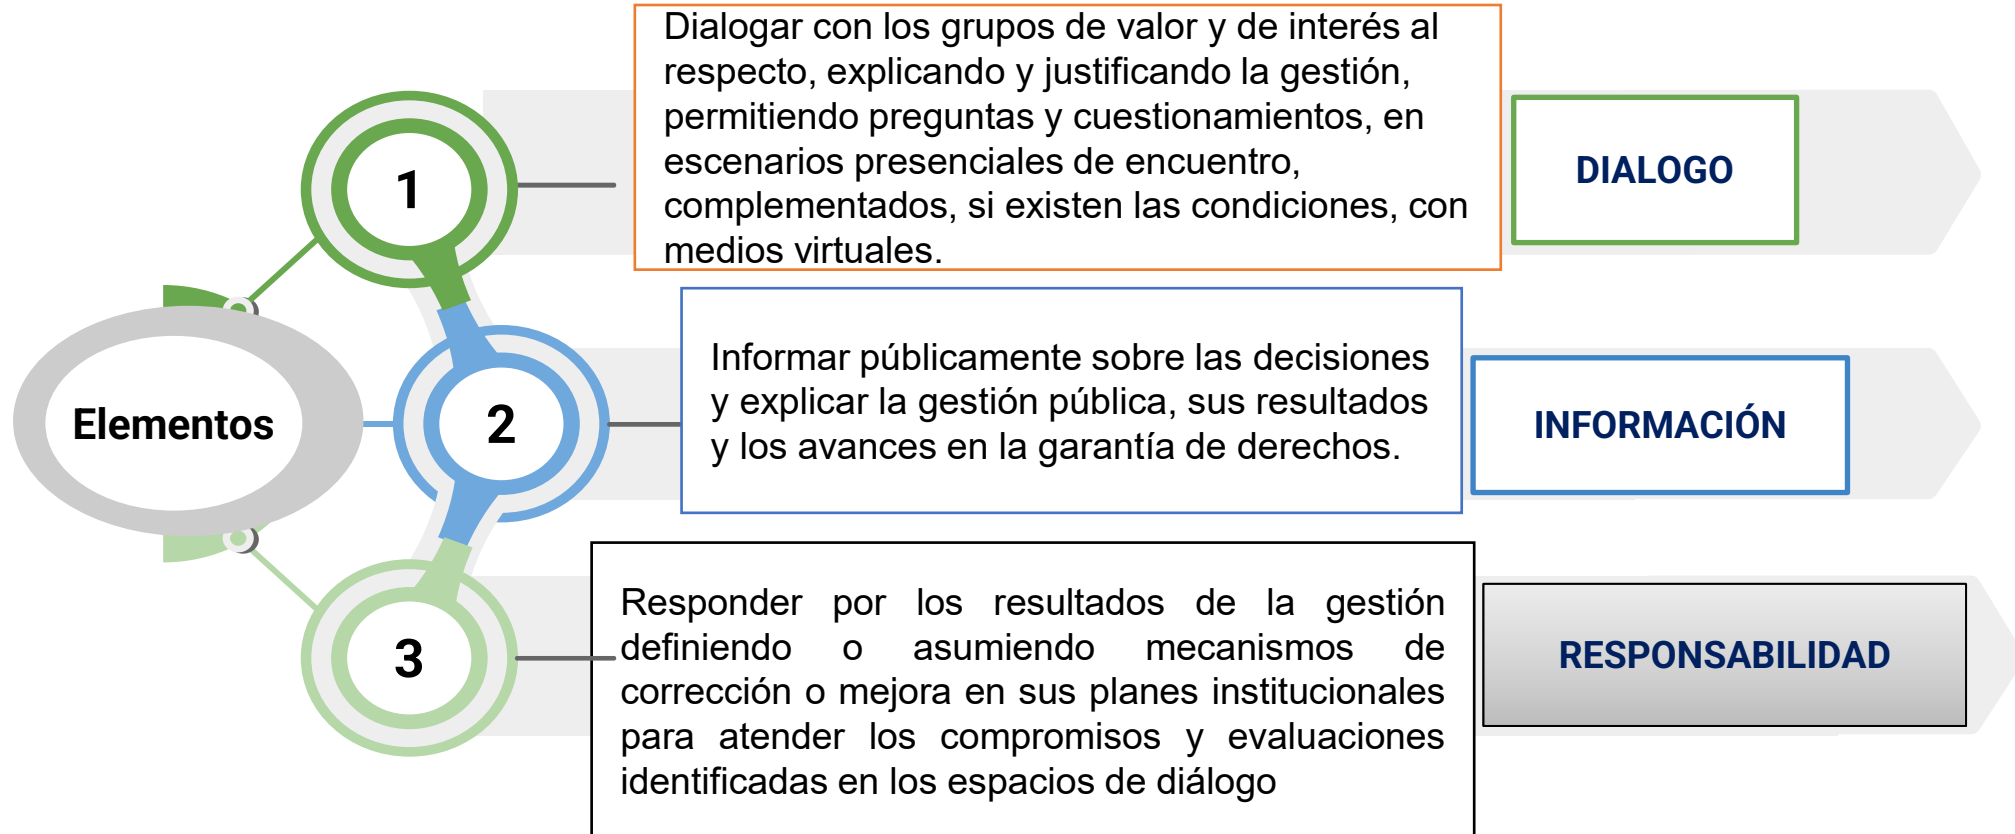 Elementos
1
Dialogar con los grupos de valor y de interés al
respecto, explicando y justificando la gestión,
permitiendo preguntas y cuestionamientos, en
escenarios presenciales de encuentro,
complementados, si existen las condiciones, con
medios virtuales.
DIALOGO
2
Informar públicamente sobre las decisiones
y explicar la gestión pública, sus resultados
y los avances en la garantía de derechos.
INFORMACIÓN
3
Responder por los resultados de la gestión
definiendo o asumiendo mecanismos de
corrección o mejora en sus planes institucionales
para atender los compromisos y evaluaciones
identificadas en los espacios de diálogo
RESPONSABILIDAD